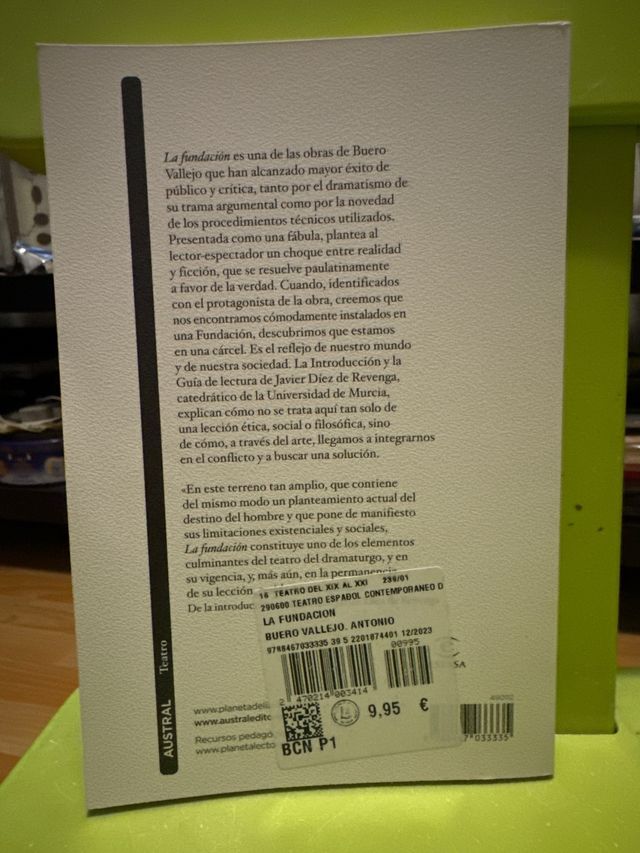 La fundación es una de las obras de Buero
Vallejo que han alcanzado mayor éxito de
público y crítica, tanto por el dramatismo de
su trama argumental como por la novedad
de los procedimientos técnicos utilizados.
Presentada como una fábula, plantea al
lector-espectador un choque entre realidad
y ficción, que se resuelve paulatinamente
a favor de la verdad. Cuando, identificados
con el protagonista de la obra, creemos que
nos encontramos cómodamente instalados en
una Fundación, descubrimos que estamos
en una cárcel. Es el reflejo de nuestro mundo
y de nuestra sociedad. La Introducción y la
Guía de lectura de Javier Díez de Revenga,
catedrático de la Universidad de Murcia,
explican cómo no se trata aquí tan solo de
una lección ética, social o filosófica, sino
de cómo, a través del arte, llegamos a integrarnos
en el conflicto y a buscar una solución.
«En este terreno tan amplio, que contiene
del mismo modo un planteamiento actual del
destino del hombre y que pone de manifiesto
sus limitaciones existenciales y sociales,
La fundación constituye uno de los elementos
culminantes del teatro del dramaturgo, y en
su vigencia, y, más aún, en la permanencia
de su lección
De la introduc
16 TEATRO DEL XIX AL XXI 239/01
290600 TEATRO ESPAÑOL CONTEMPORANEO D
LA FUNDACION
BUERO VALLEJO. ANTONIO
9788467033335 39 5 2201874401 12/2023
00995
2 470214 003414
9,95 €
BCN P1
Teatro
AUSTRAL
www.planetadeli
www.australedito
Recursos pedagó
www.planetalecto
7 033335